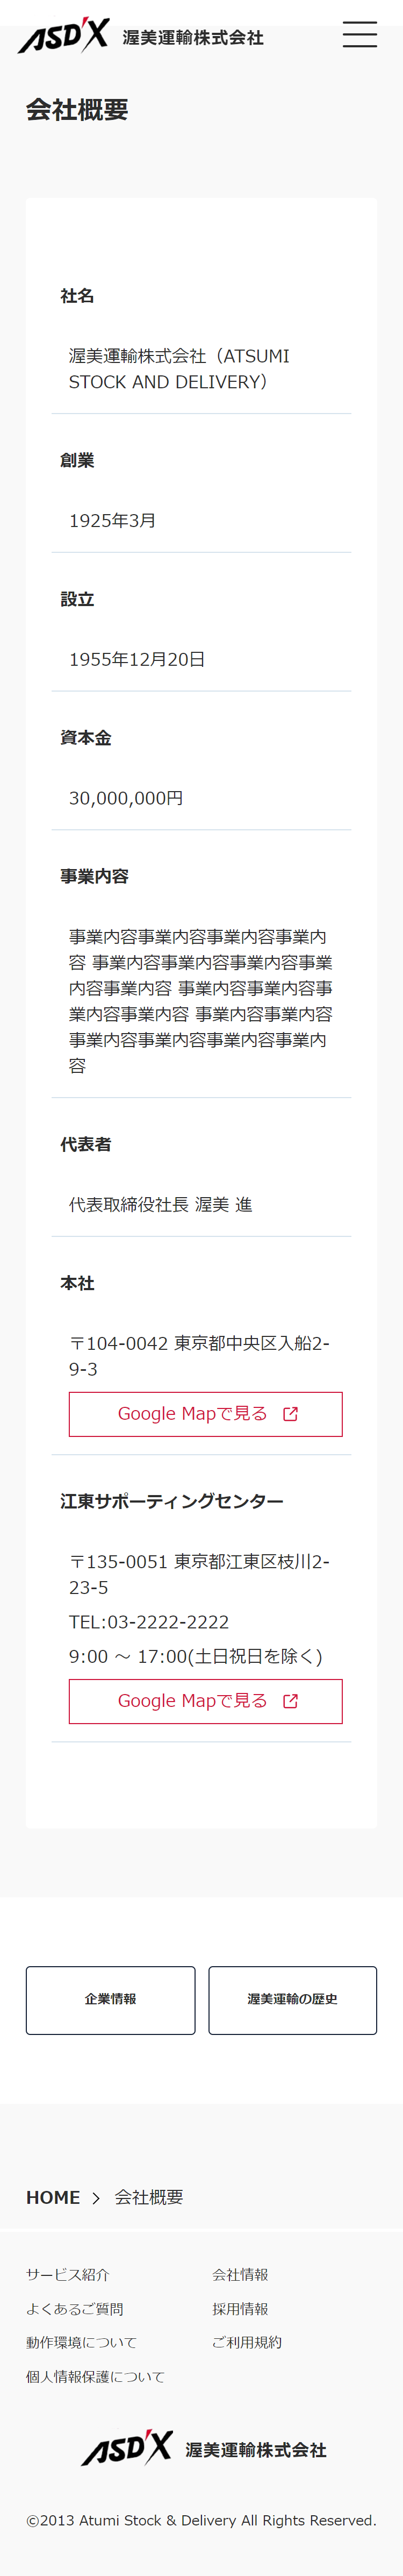 ASD'X 渥美運輸株式会社
会社概要
社名
渥美運輸株式会社（ATSUMI
STOCK AND DELIVERY）
創業
1925年3月
設立
1955年12月20日
資本金
30,000,000円
事業内容
事業内容事業内容事業内容事業内
容 事業内容事業内容事業内容事業
内容事業内容 事業内容事業内容事
業内容事業内容 事業内容事業内容
事業内容事業内容事業内容事業内
容
代表者
代表取締役社長 渥美 進
本社
〒104-0042 東京都中央区入船2-
9-3
Google Mapで見る
江東サポーティングセンター
〒135-0051 東京都江東区枝川2-
23-5
TEL:03-2222-2222
9:00 〜 17:00(土日祝日を除く)
Google Mapで見る
企業情報
渥美運輸の歴史
HOME 会社概要
サービス紹介
会社情報
よくあるご質問
採用情報
動作環境について
ご利用規約
個人情報保護について
ASD'X 渥美運輸株式会社
©2013 Atumi Stock & Delivery All Rights Reserved.